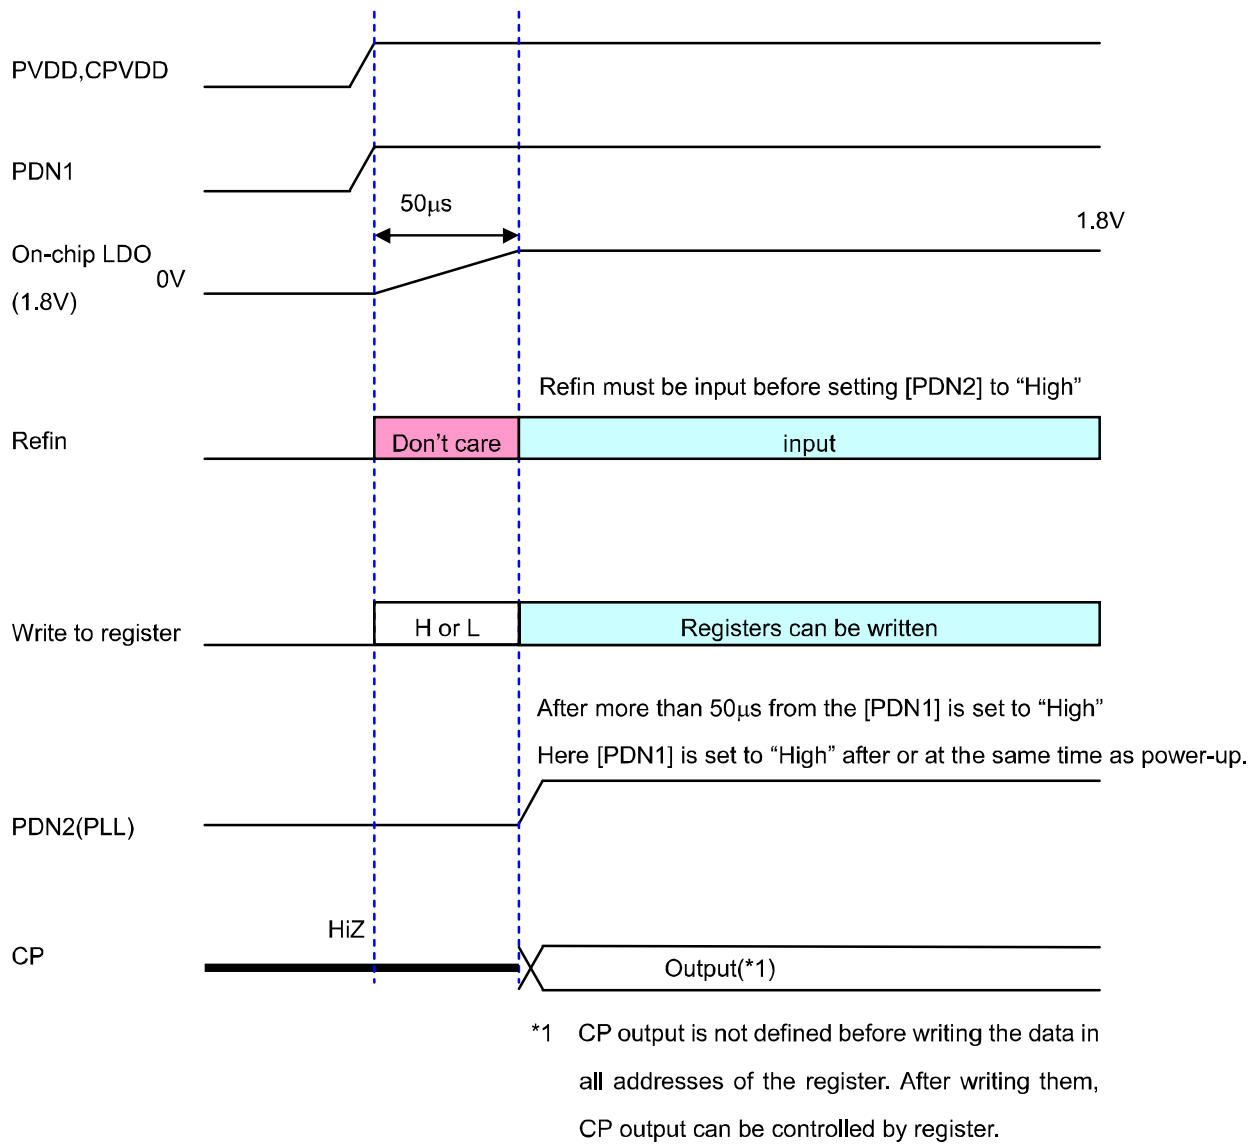 PVDD,CPVDD
PDN1
50μs
1.8V
On-chip LDO
0V
(1.8V)
Refin must be input before setting [PDN2] to “High”
Refin
Don’t care
input
Write to register
H or L
Registers can be written
After more than 50μs from the [PDN1] is set to “High”
Here [PDN1] is set to “High” after or at the same time as power-up.
PDN2(PLL)
HiZ
CP
Output(*1)
*1 CP output is not defined before writing the data in
all addresses of the register. After writing them,
CP output can be controlled by register.